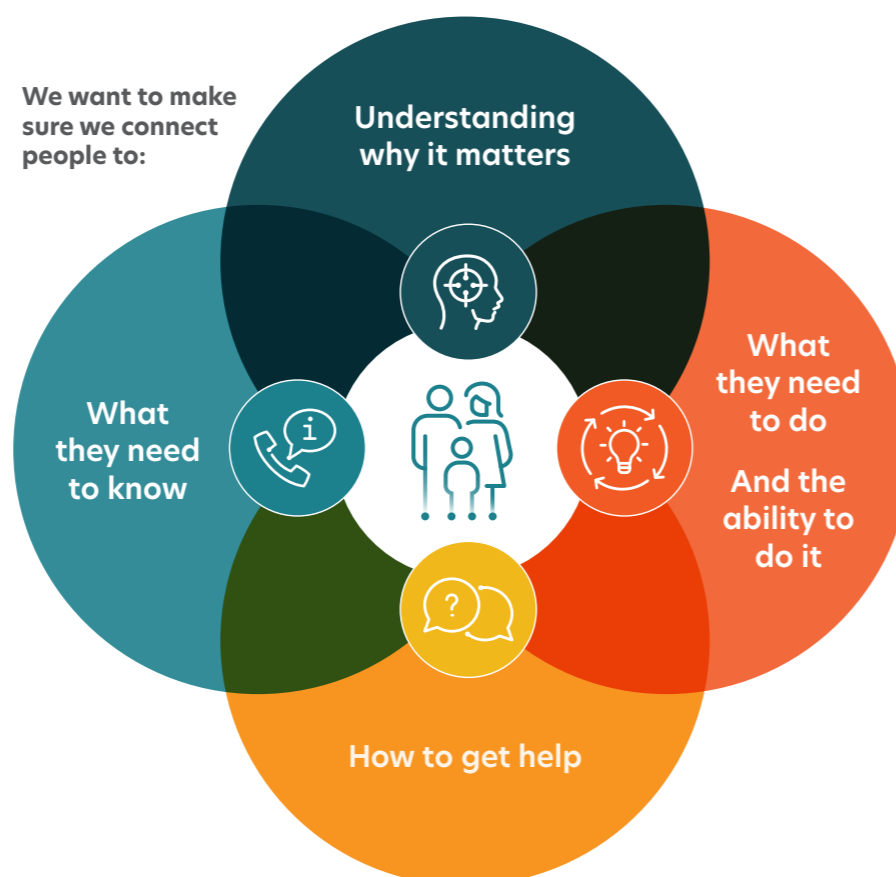 We want to make
sure we connect
people to:
Understanding
why it matters
What
they need
to know
i
What
they need
to do
And the
ability to
do it
?
How to get help